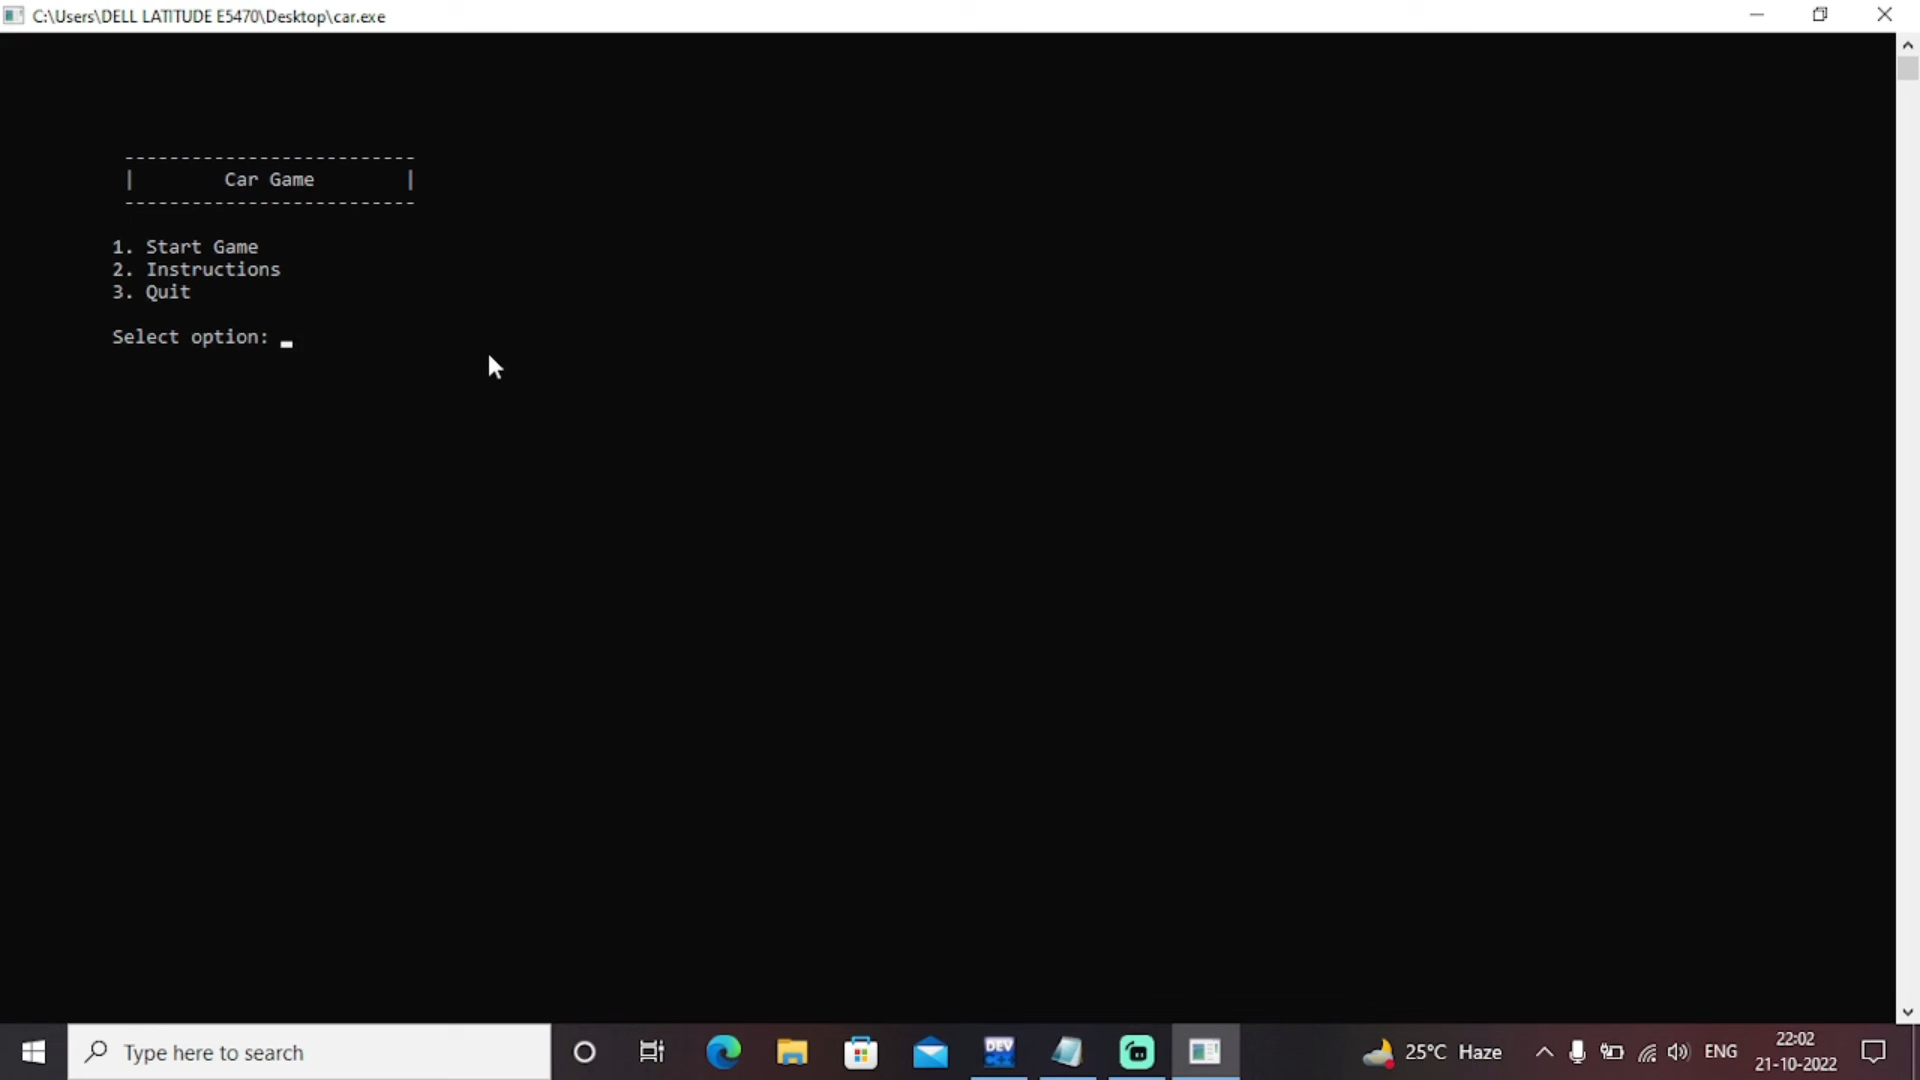 C:\Users\DELL LATITUDE E5470\Desktop\car.exe
--------------------------
|        Car Game        |
--------------------------
1. Start Game
2. Instructions
3. Quit
Select option: _
Type here to search
DEV
25°C Haze
ENG
22:02
21-10-2022